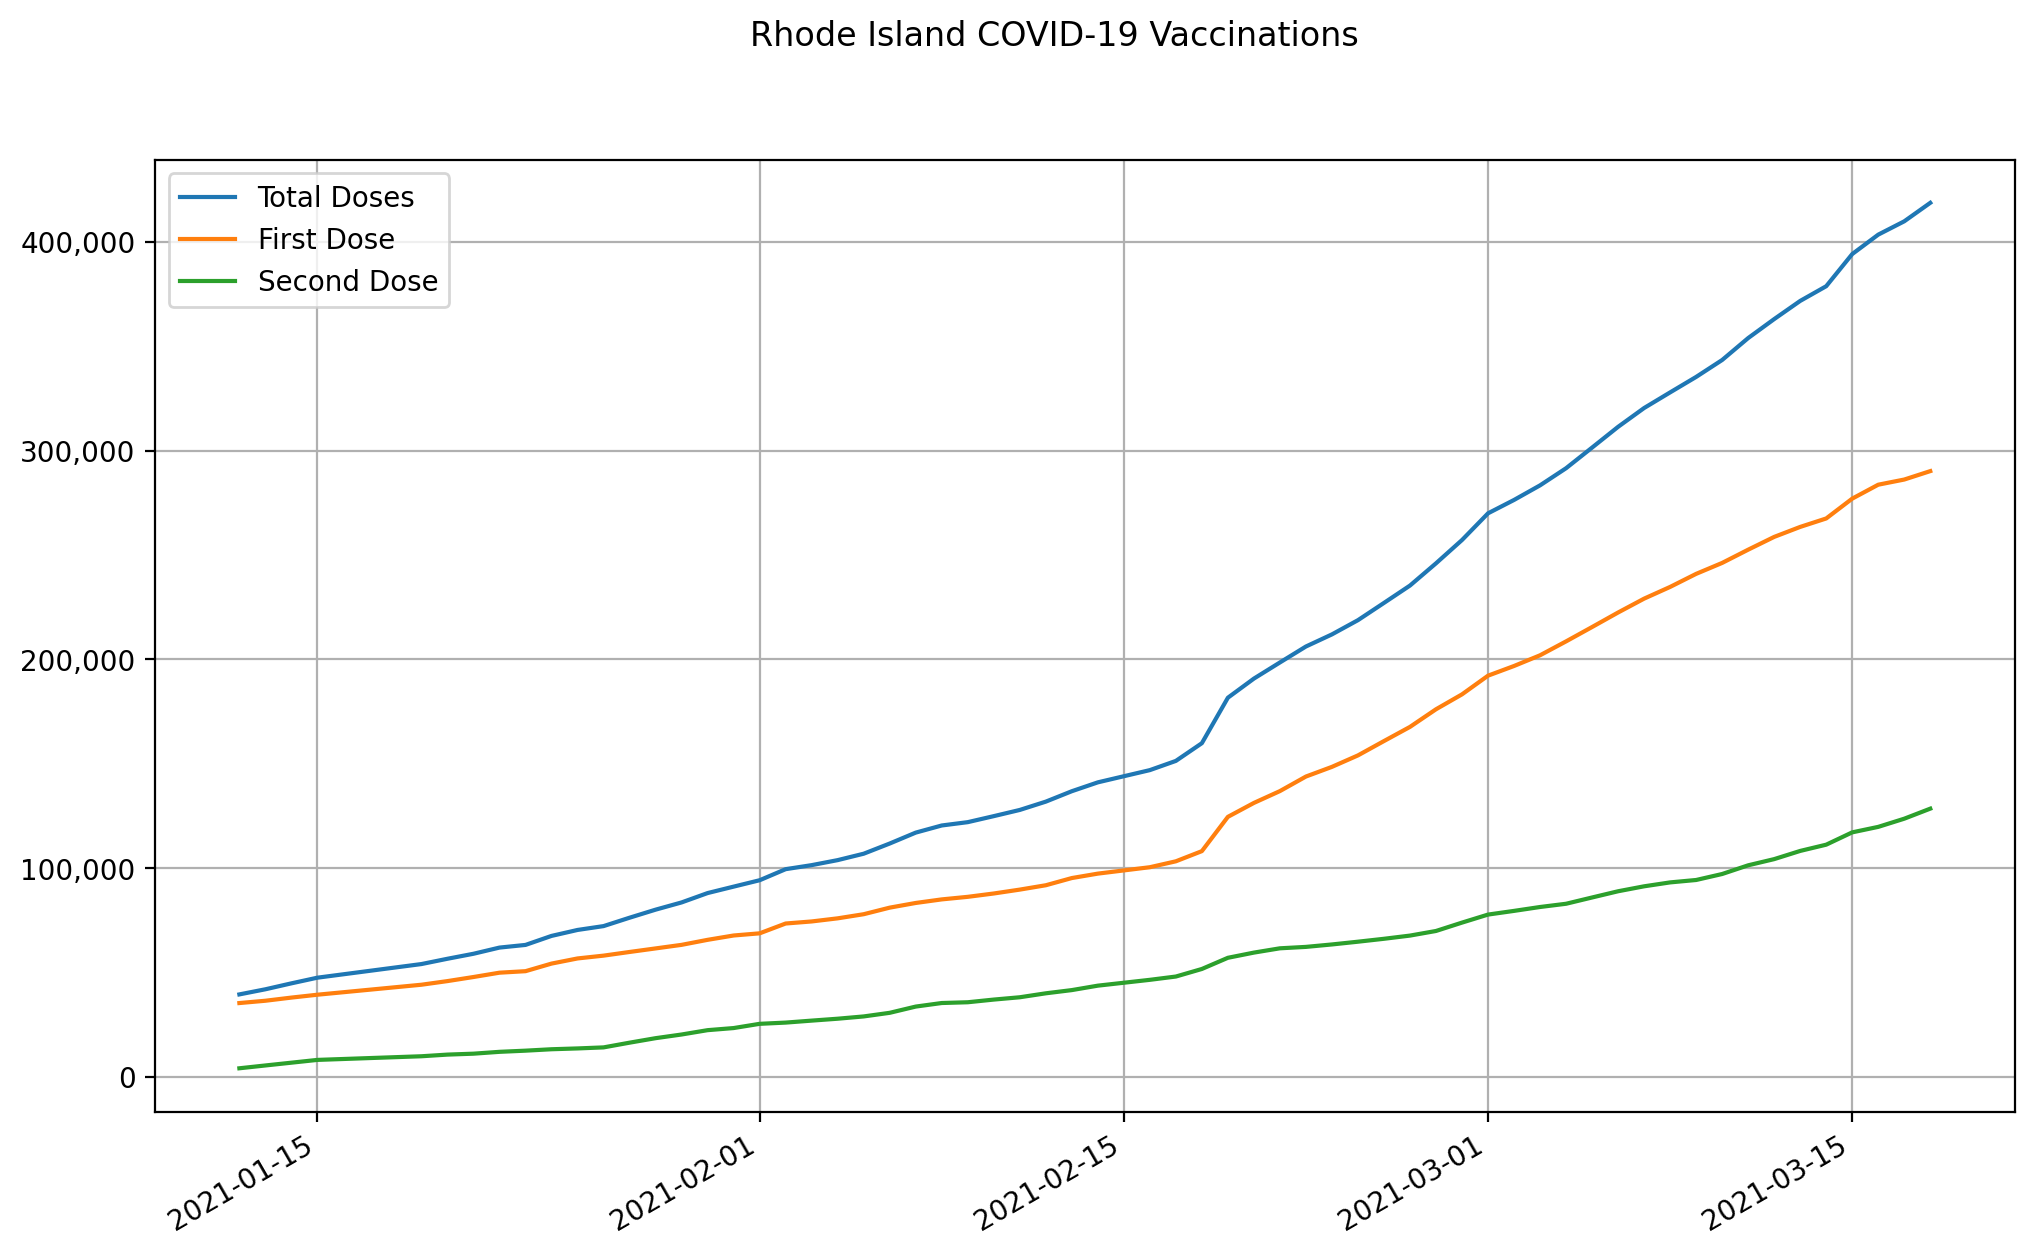 Rhode Island COVID-19 Vaccinations
Total Doses
First Dose
Second Dose
400,000
300,000
200,000
100,000
0
2021-01-15
2021-02-01
2021-02-15
2021-03-01
2021-03-15